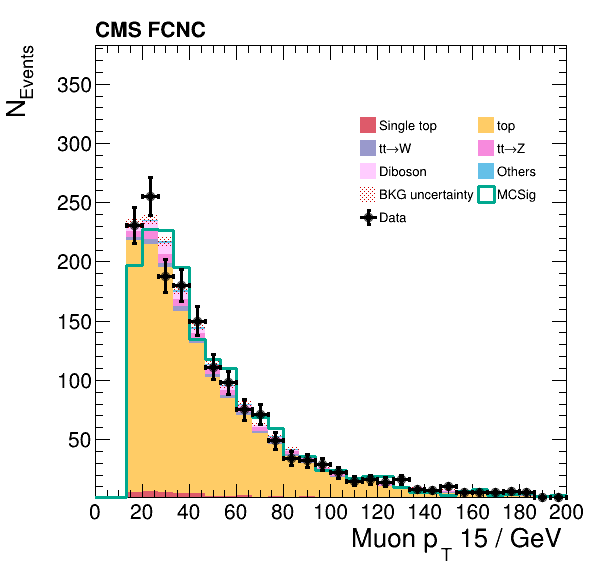 CMS FCNC
N_Events
350
300
250
200
150
100
50
Single top
top
tt→W
tt→Z
Diboson
Others
BKG uncertainty
MCSig
Data
0 20 40 60 80 100 120 140 160 180 200
Muon p_T 15 / GeV